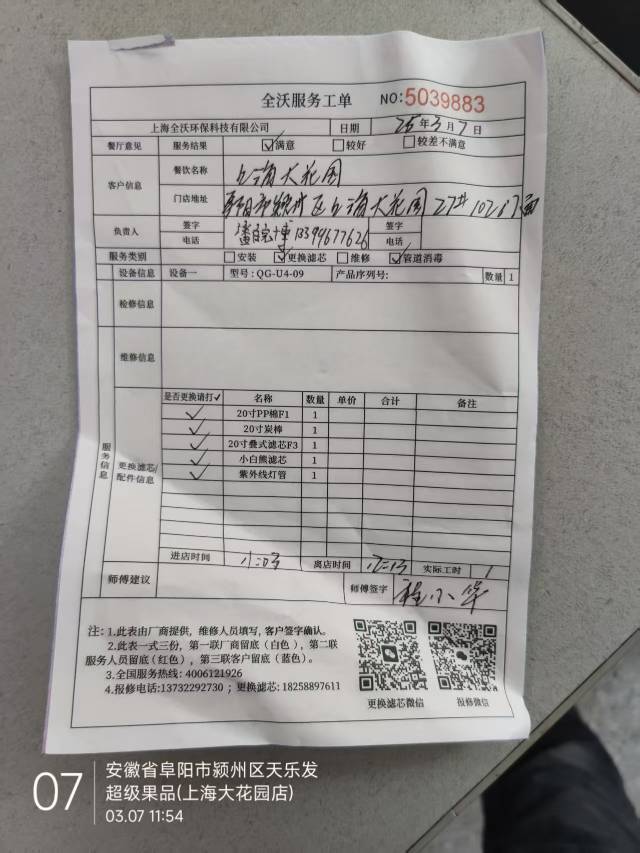 全沃服务工单 NO:5039883
上海全沃环保科技有限公司 日期 25年3月7日
餐厅意见 服务结果 ☑满意 □较好 □较差不满意
客户信息 餐饮名称 上海大花园
门店地址 上海大花园27#
负责人 签字
电话 13394677626 签字 电话
服务类别 □安装 ☑更换滤芯 □维修 ☑管道消毒
设备信息 设备一 型号: QG-U4-09 产品序列号: 数量 1
检修信息
维修信息
服务信息
更换滤芯/配件信息
是否更换请打✓ 名称 数量 单价 合计 备注
✓ 20寸PP棉F1 1
✓ 20寸炭棒 1
✓ 20寸叠式滤芯F3 1
✓ 小白熊滤芯 1
✓ 紫外线灯管 1
进店时间 离店时间 实际工时 1
师傅建议 师傅签字 程小华
注: 1.此表由厂商提供，维修人员填写，客户签字确认。
2.此表一式三份，第一联厂商留底(白色)，第二联
服务人员留底(红色)，第三联客户留底(蓝色)。
3.全国服务热线: 4006121926
4.报修电话:13732292730；更换滤芯: 18258897611
更换滤芯微信 报修微信
07 安徽省阜阳市颍州区天乐发
超级果品(上海大花园店)
03.07 11:54